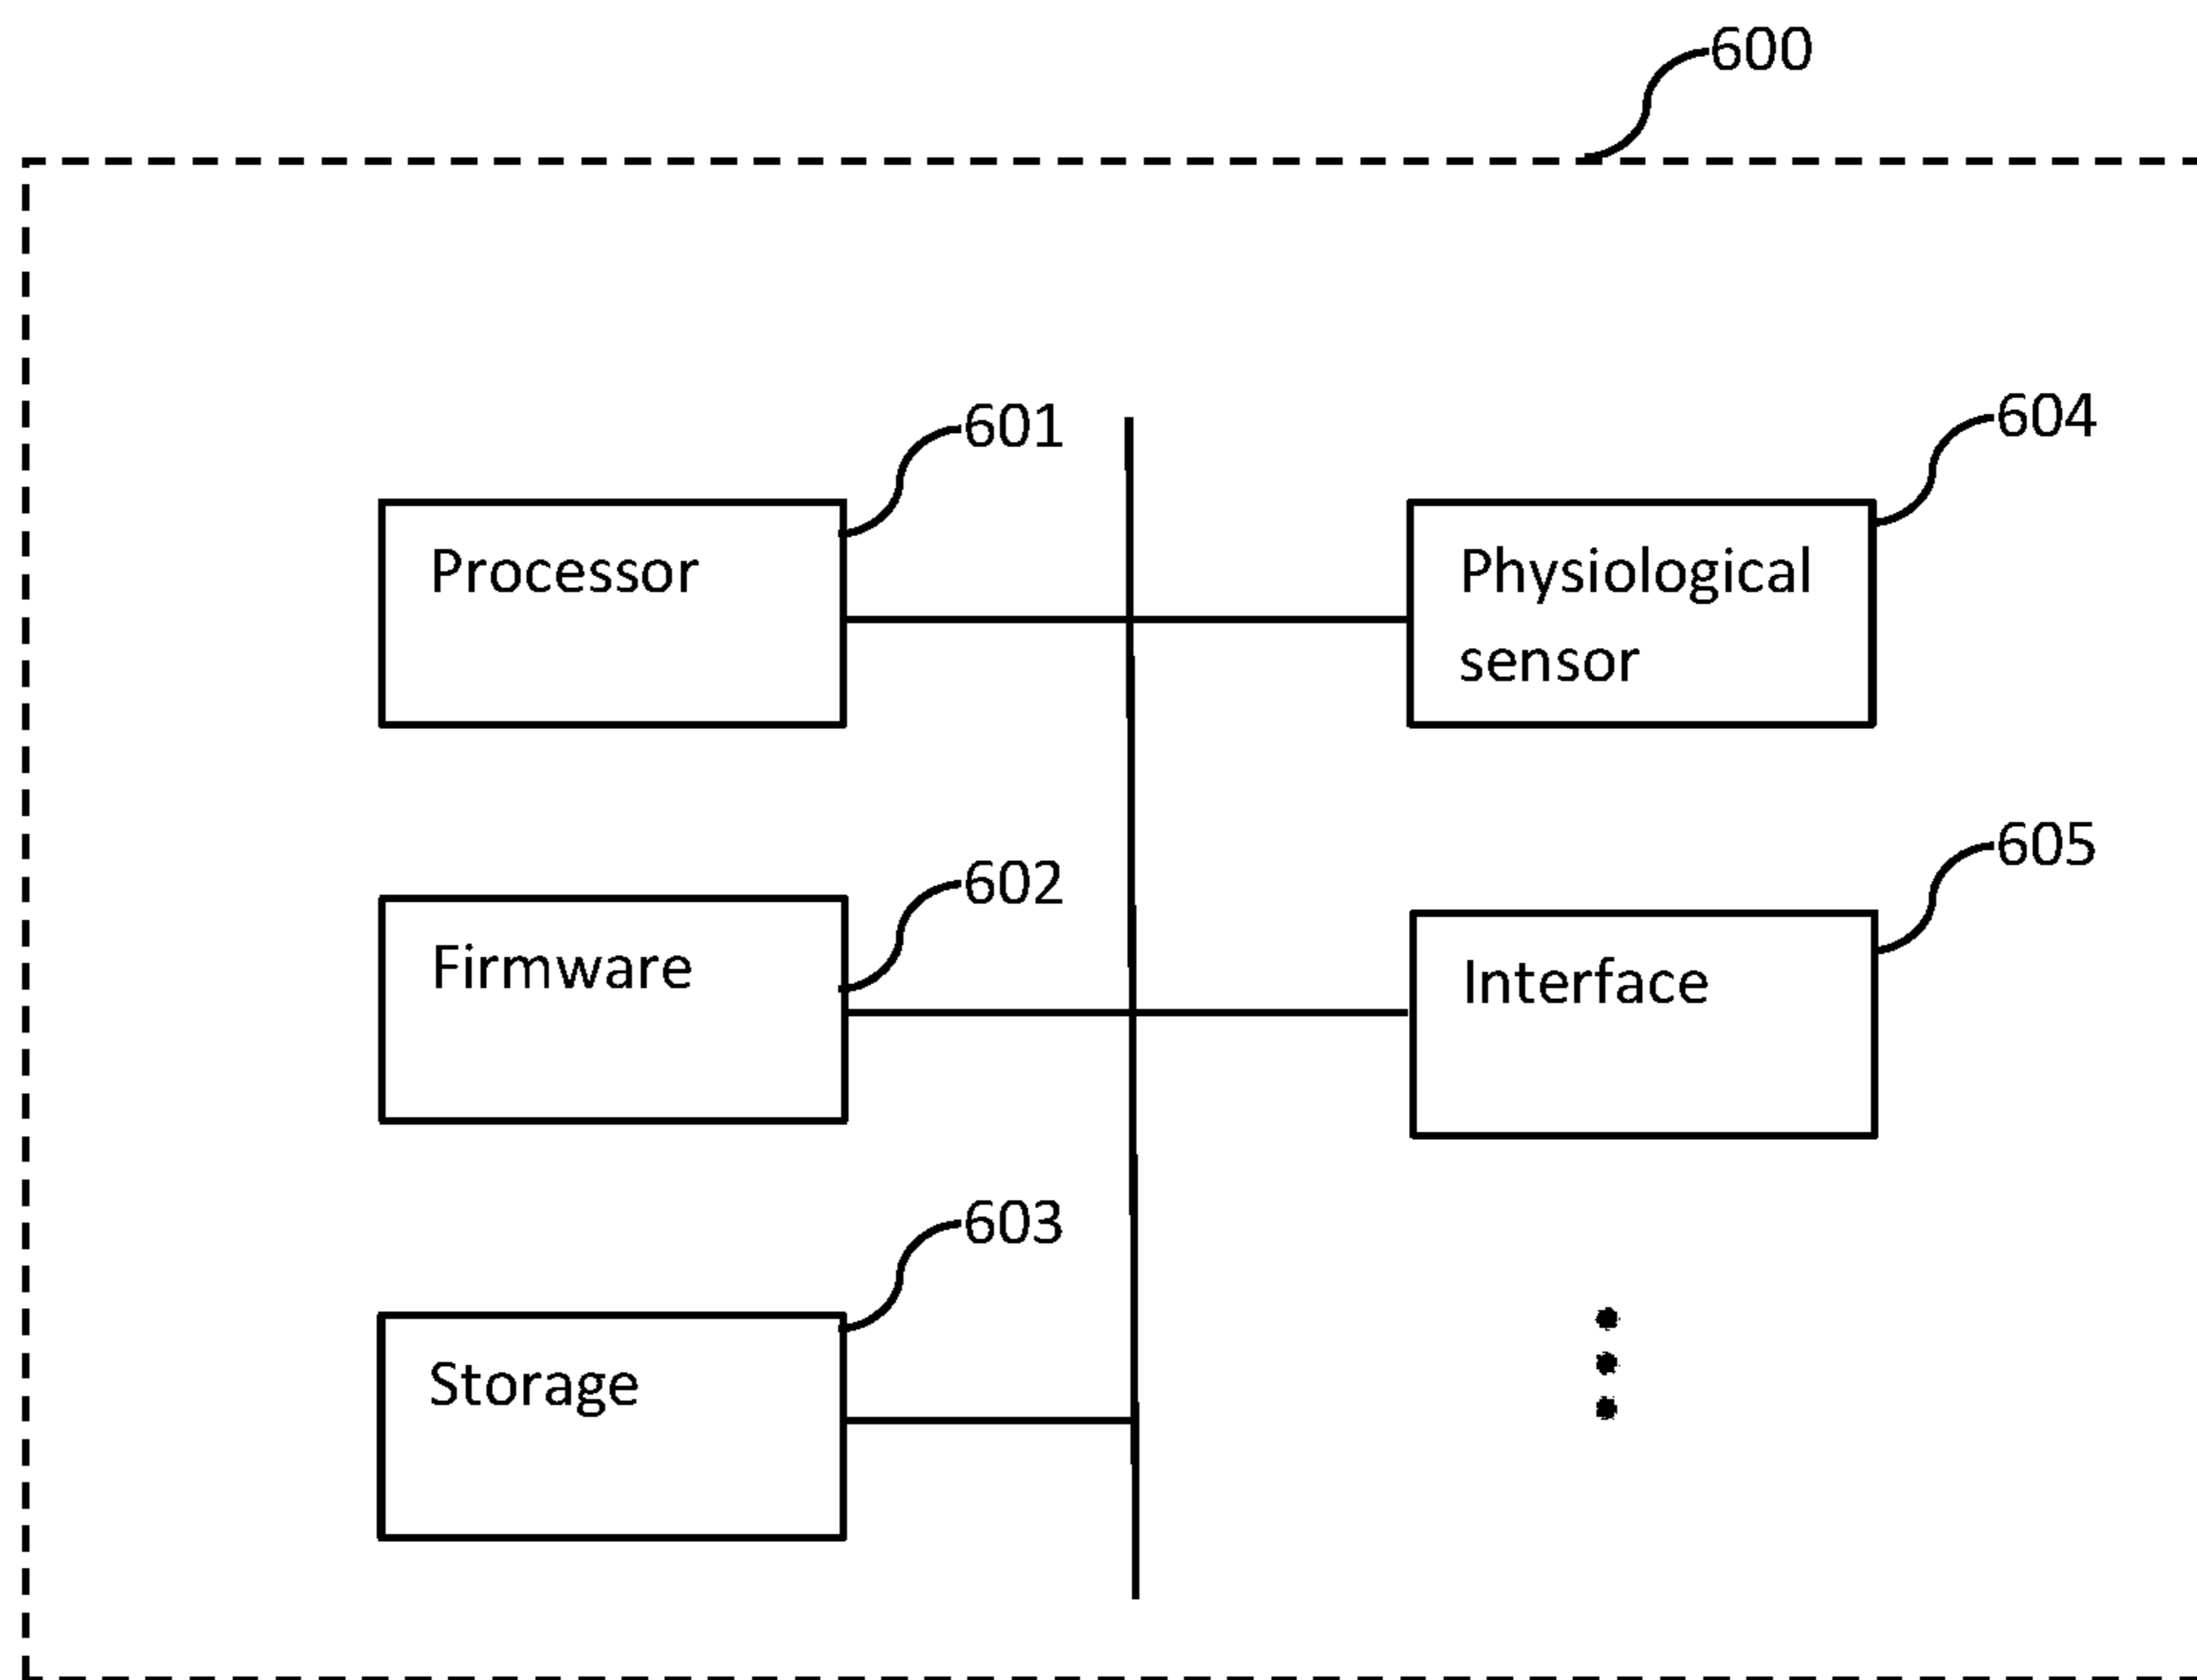 600
601
Processor
604
Physiological
sensor
602
Firmware
605
Interface
603
Storage